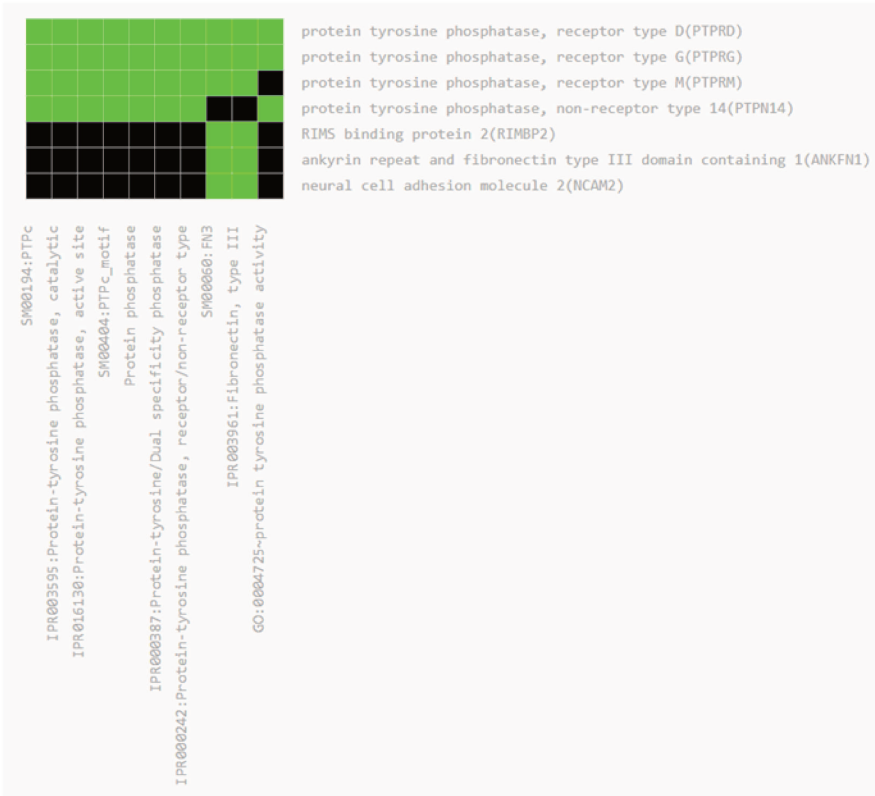 protein tyrosine phosphatase, receptor type D(PTPRD)
protein tyrosine phosphatase, receptor type G(PTPRG)
protein tyrosine phosphatase, receptor type M(PTPRM)
protein tyrosine phosphatase, non-receptor type 14(PTPN14)
RIMS binding protein 2(RIMBP2)
ankyrin repeat and fibronectin type III domain containing 1(ANKFN1)
neural cell adhesion molecule 2(NCAM2)
SM00194:PTPc
IPR003595:Protein-tyrosine phosphatase, catalytic
IPR016130:Protein-tyrosine phosphatase, active site
SM00404:PTPc_motif
Protein phosphatase
IPR000387:Protein-tyrosine/Dual specificity phosphatase
IPR000242:Protein-tyrosine phosphatase, receptor/non-receptor type
SM00060:FN3
IPR003961:Fibronectin, type III
GO:0004725~protein tyrosine phosphatase activity